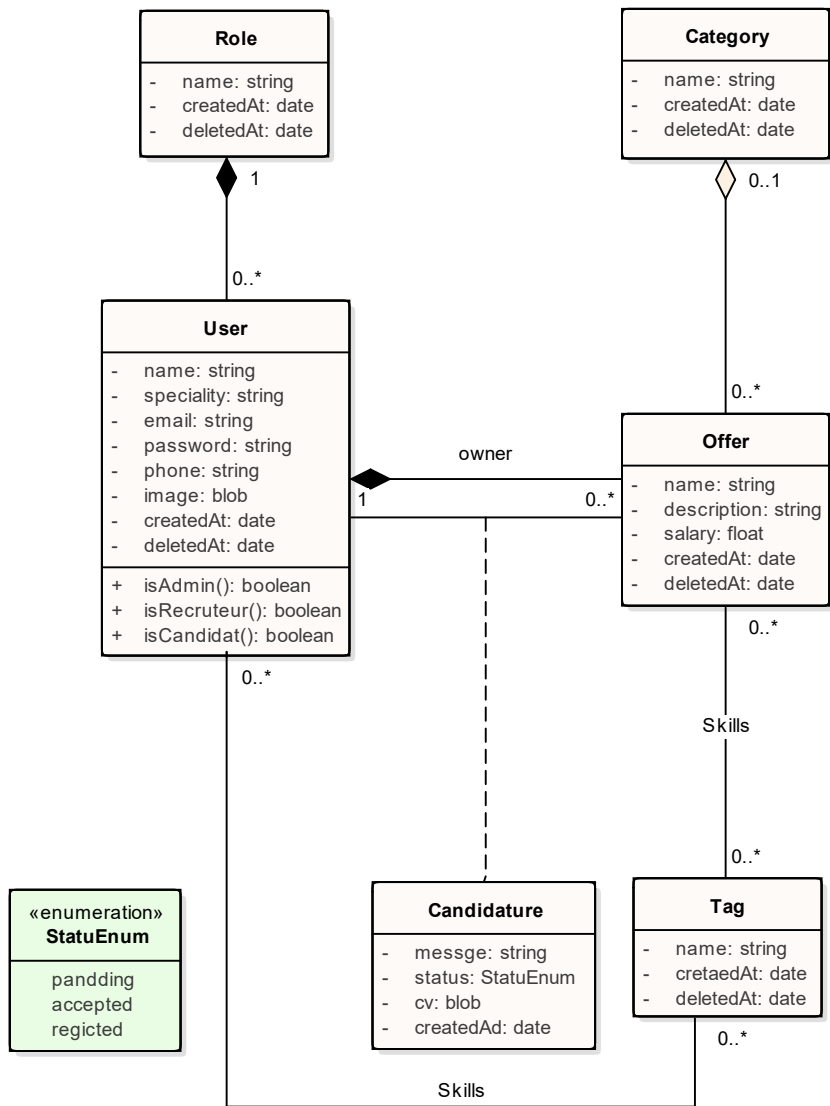 Role
- name: string
- createdAt: date
- deletedAt: date
1
0..*
Category
- name: string
- createdAt: date
- deletedAt: date
0..1
0..*
User
- name: string
- speciality: string
- email: string
- password: string
- phone: string
- image: blob
- createdAt: date
- deletedAt: date
+ isAdmin(): boolean
+ isRecruteur(): boolean
+ isCandidat(): boolean
owner
1
0..*
Offer
- name: string
- description: string
- salary: float
- createdAt: date
- deletedAt: date
0..*
Skills
0..*
0..*
«enumeration»
StatuEnum
pandding
accepted
regicted
Candidature
- messge: string
- status: StatuEnum
- cv: blob
- createdAd: date
Tag
- name: string
- cretaedAt: date
- deletedAt: date
0..*
Skills